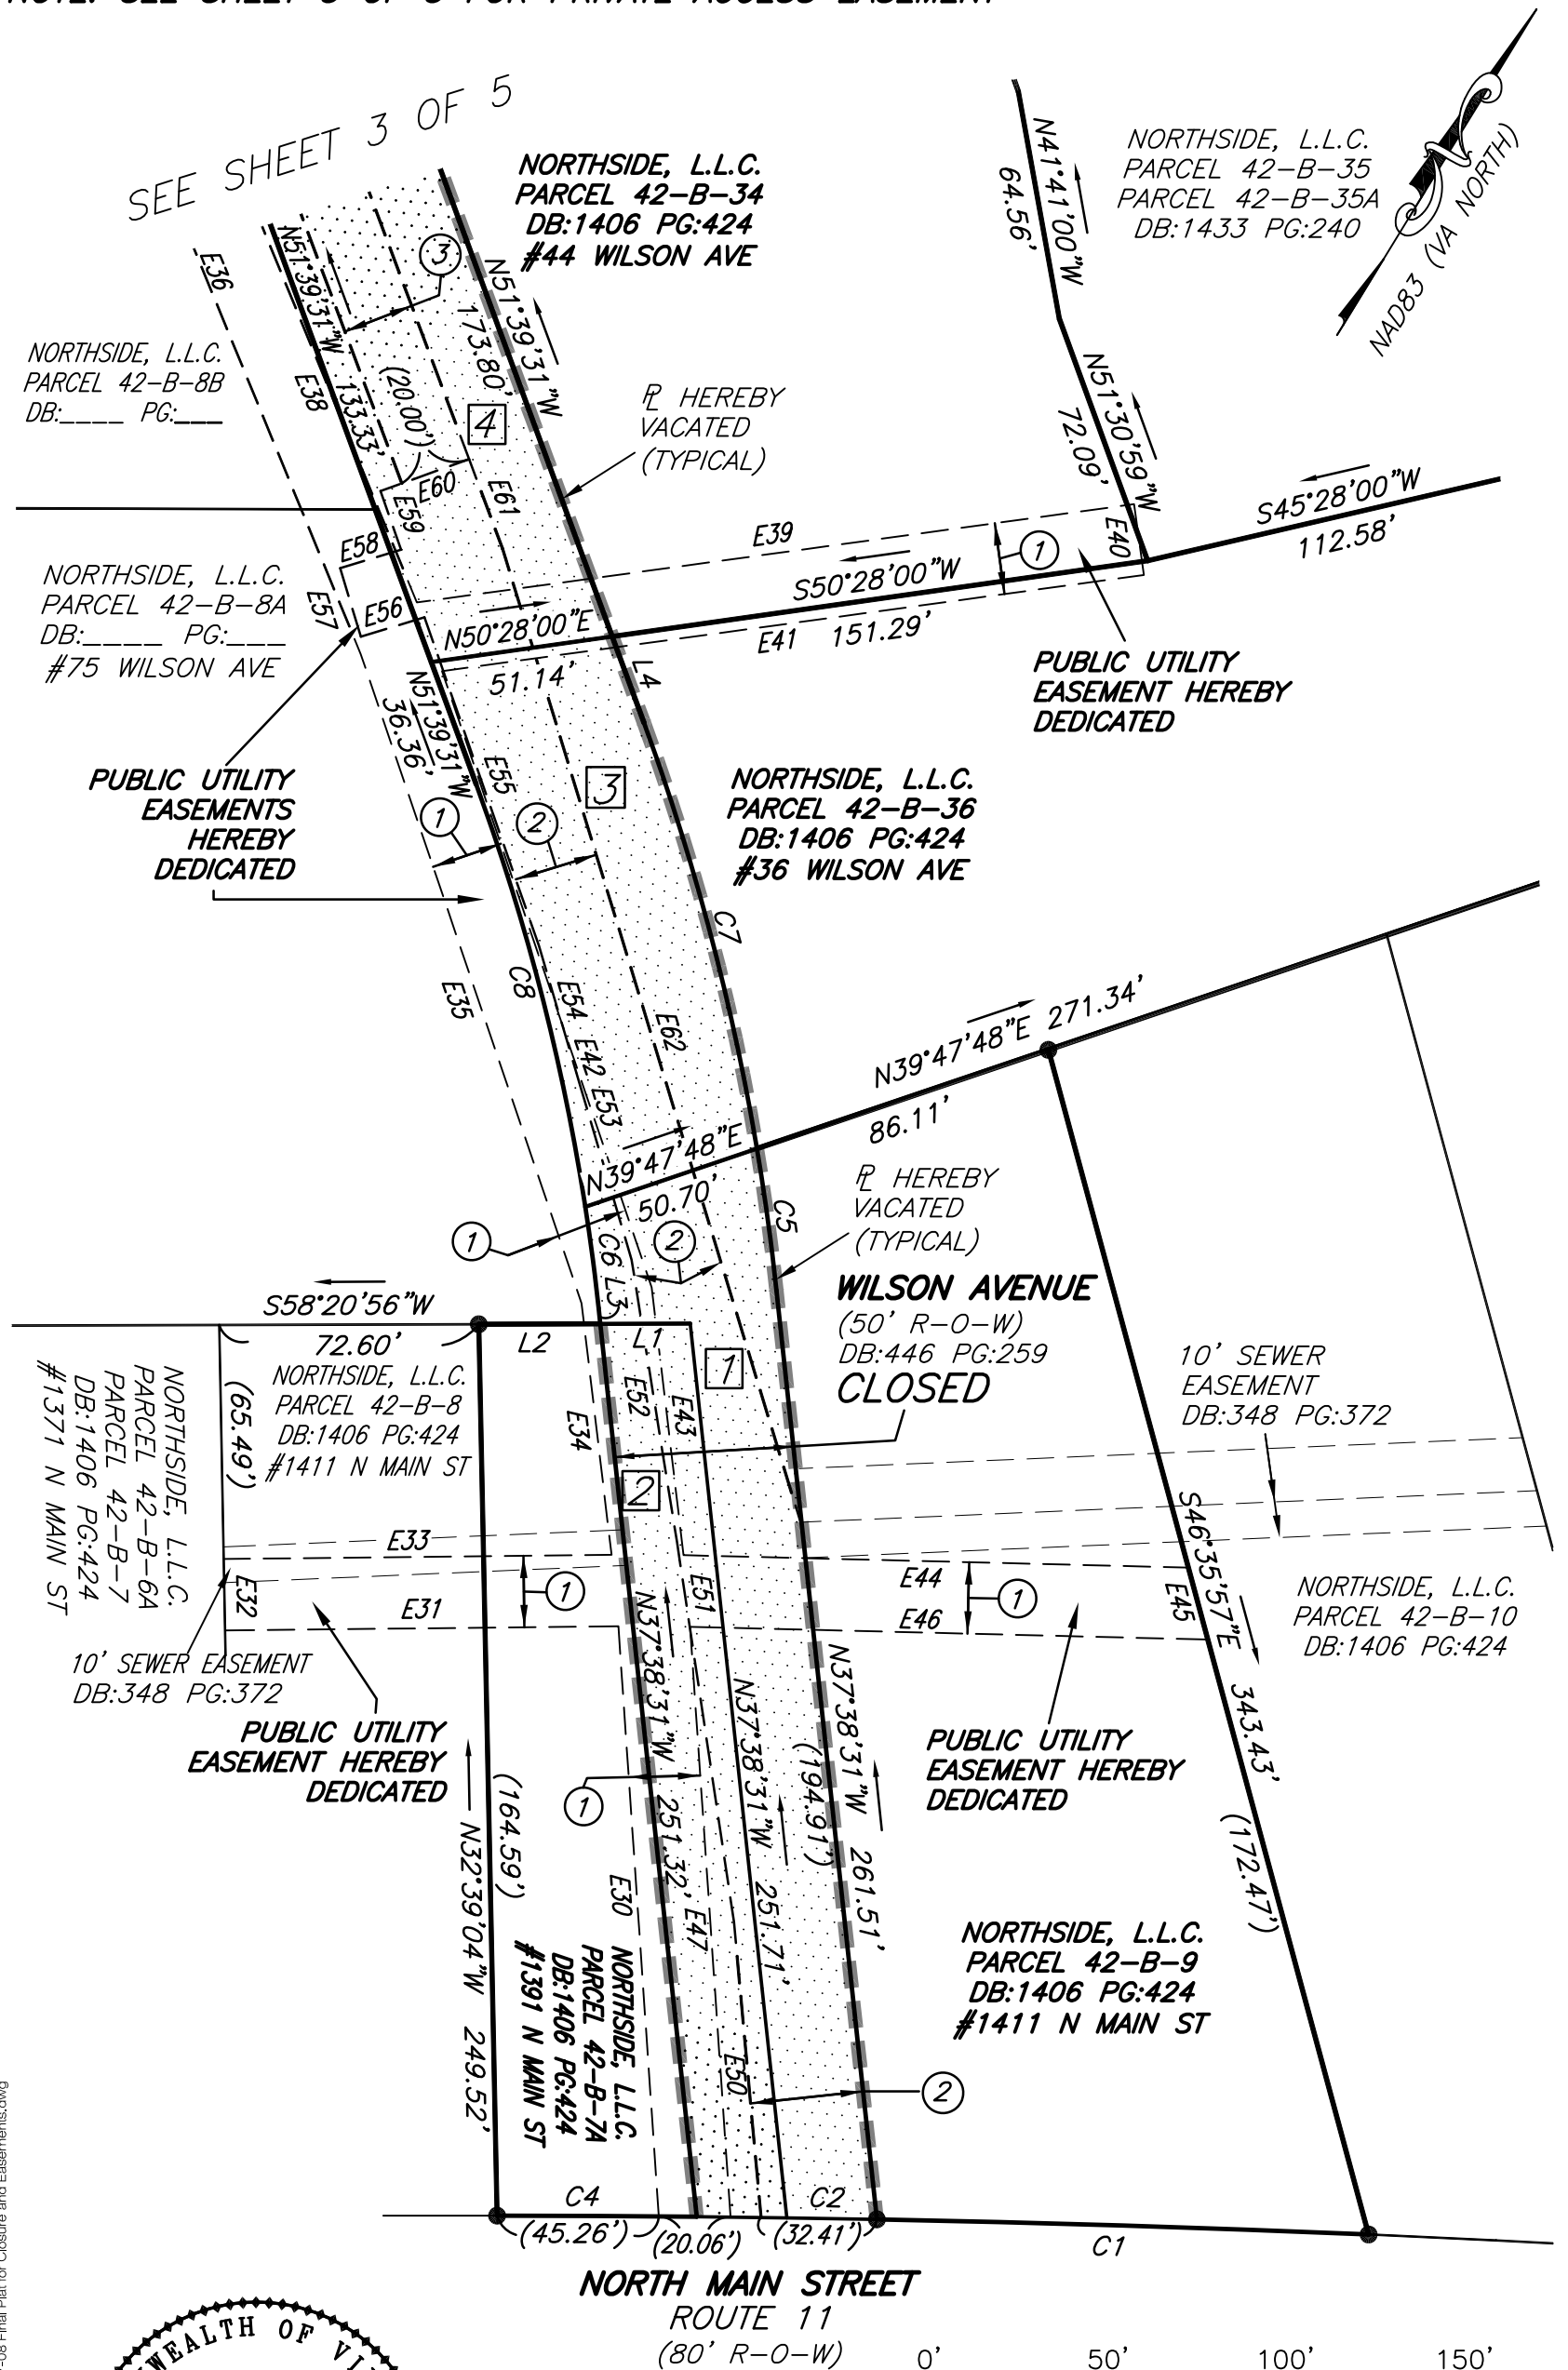 SEE SHEET 3 OF 5
NORTHSIDE, L.L.C.
PARCEL 42-B-34
DB:1406 PG:424
#44 WILSON AVE
N41°41'00"W
64.56'
NORTHSIDE, L.L.C.
PARCEL 42-B-35
PARCEL 42-B-35A
DB:1433 PG:240
NAD83 (VA NORTH)
E36
N51°39'31"W
133.33'
E38
3
N51°39'31"W
173.80'
(20.00')
4
NORTHSIDE, L.L.C.
PARCEL 42-B-8B
DB:____ PG:___
PL HEREBY
VACATED
(TYPICAL)
N51°30'59"W
72.09'
S45°28'00"W
112.58'
E60
E61
E59
E58
E39
E40
1
S50°28'00"W
E41 151.29'
NORTHSIDE, L.L.C.
PARCEL 42-B-8A
DB:____ PG:___
#75 WILSON AVE
E57
E56
N50°28'00"E
51.14'
L4
PUBLIC UTILITY
EASEMENT HEREBY
DEDICATED
N51°39'31"W
36.36'
E55
3
PUBLIC UTILITY
EASEMENTS
HEREBY
DEDICATED
1
2
NORTHSIDE, L.L.C.
PARCEL 42-B-36
DB:1406 PG:424
#36 WILSON AVE
C7
C8
E35
E54
E42
E53
E62
N39°47'48"E 271.34'
86.11'
N39°47'48"E
50.70'
1
2
C6
L3
C5
PL HEREBY
VACATED
(TYPICAL)
WILSON AVENUE
(50' R-O-W)
DB:446 PG:259
CLOSED
S58°20'56"W
72.60'
L2
L1
1
NORTHSIDE, L.L.C.
PARCEL 42-B-8
DB:1406 PG:424
#1411 N MAIN ST
(65.49')
NORTHSIDE, L.L.C.
PARCEL 42-B-6A
PARCEL 42-B-7
DB:1406 PG:424
#1371 N MAIN ST
E34
E52
E43
2
10' SEWER
EASEMENT
DB:348 PG:372
E33
E32
E31
1
E51
E44
E46
1
E45
S46°35'57"E 343.43'
(172.47')
NORTHSIDE, L.L.C.
PARCEL 42-B-10
DB:1406 PG:424
10' SEWER EASEMENT
DB:348 PG:372
PUBLIC UTILITY
EASEMENT HEREBY
DEDICATED
N37°38'31"W 251.32'
N37°38'31"W 251.71'
N37°38'31"W 261.51'
(194.91')
PUBLIC UTILITY
EASEMENT HEREBY
DEDICATED
1
N32°39'04"W 249.52'
(164.59')
E30
E47
E50
NORTHSIDE, L.L.C.
PARCEL 42-B-7A
DB:1406 PG:424
#1391 N MAIN ST
NORTHSIDE, L.L.C.
PARCEL 42-B-9
DB:1406 PG:424
#1411 N MAIN ST
2
C4
C2
C1
(45.26')
(20.06')
(32.41')
NORTH MAIN STREET
ROUTE 11
(80' R-O-W)
0' 50' 100' 150'
-08 Final Plat for Closure and Easements.dwg
WEALTH OF VI